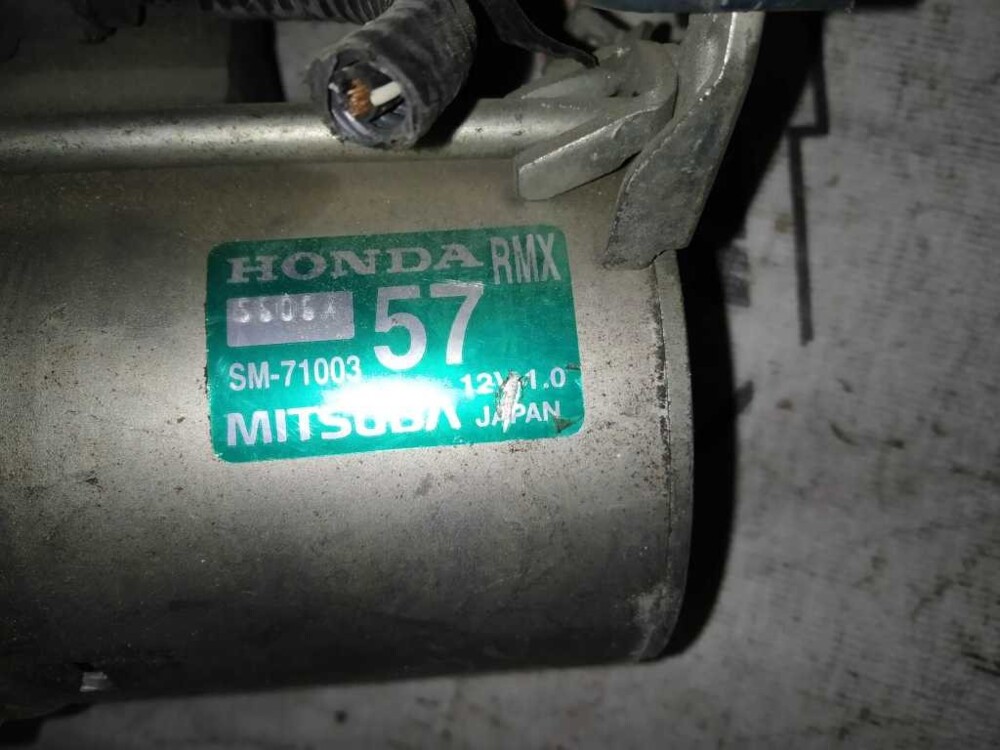 HONDA RMX
57
SM-71003
12V 1.0
MITSUBA JAPAN